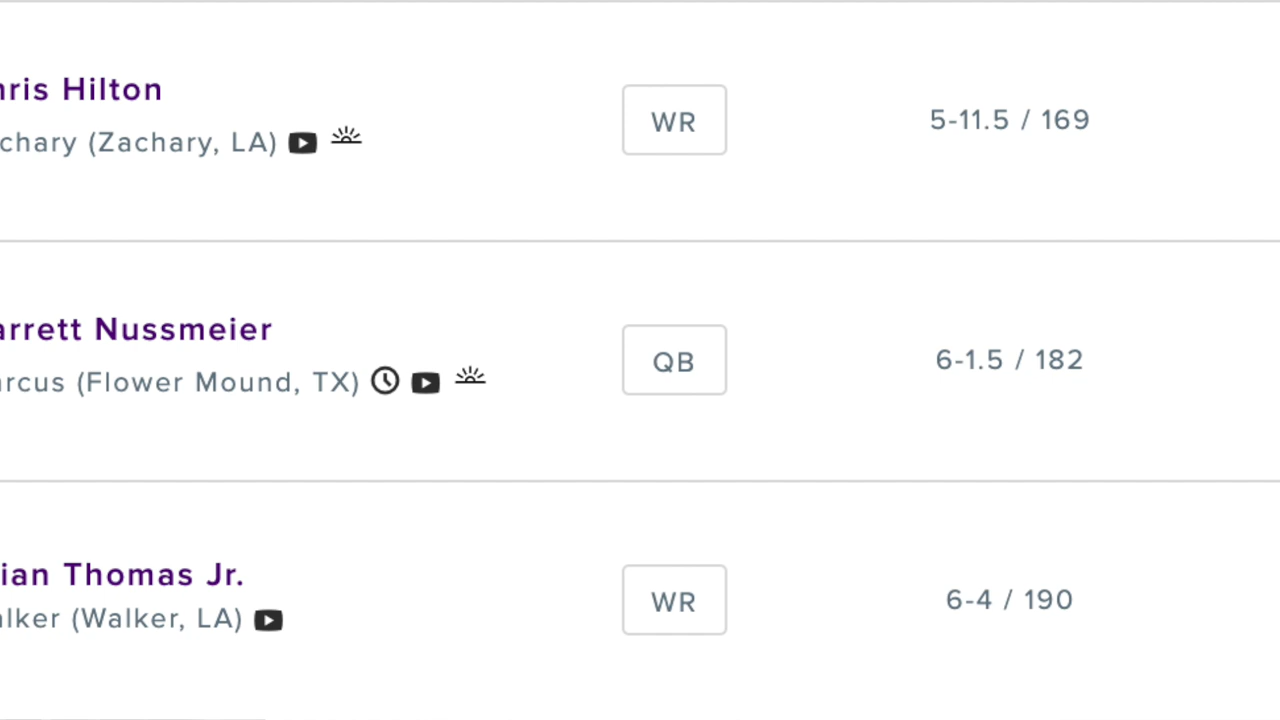 hris Hilton
chary (Zachary, LA)
WR
5-11.5 / 169
arrett Nussmeier
arcus (Flower Mound, TX)
QB
6-1.5 / 182
ian Thomas Jr.
alker (Walker, LA)
WR
6-4 / 190